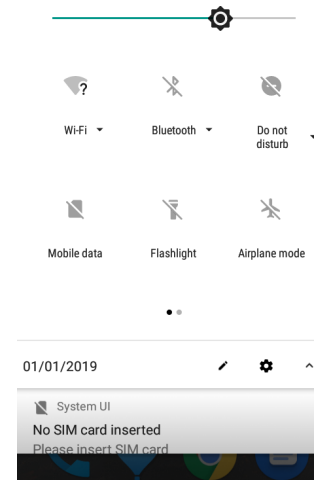 ?
Wi-Fi
Bluetooth
Do not
disturb
Mobile data
Flashlight
Airplane mode
01/01/2019
System UI
No SIM card inserted
Please insert SIM card